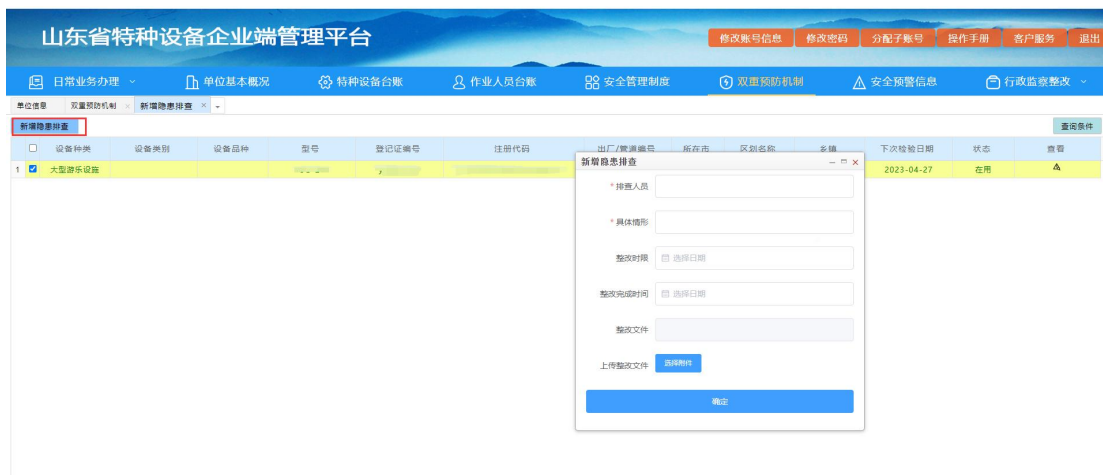 山东省特种设备企业端管理平台
修改账号信息 修改密码 分配子账号 操作手册 客户服务 退出
日常业务办理 单位基本概况 特种设备台账 作业人员台账 安全管理制度 双重预防机制 安全预警信息 行政监察整改
单位信息 双重预防机制 × 新增隐患排查 ×
新增隐患排查 查询条件
设备种类 设备类别 设备品种 型号 登记证编号 注册代码 出厂/管道编号 所在市 区划名称 乡镇 下次检验日期 状态 查看
1 大型游乐设施 2023-04-27 在用
新增隐患排查
* 排查人员
* 具体情形
整改时限 选择日期
整改完成时间 选择日期
整改文件
上传整改文件 选择附件
确定